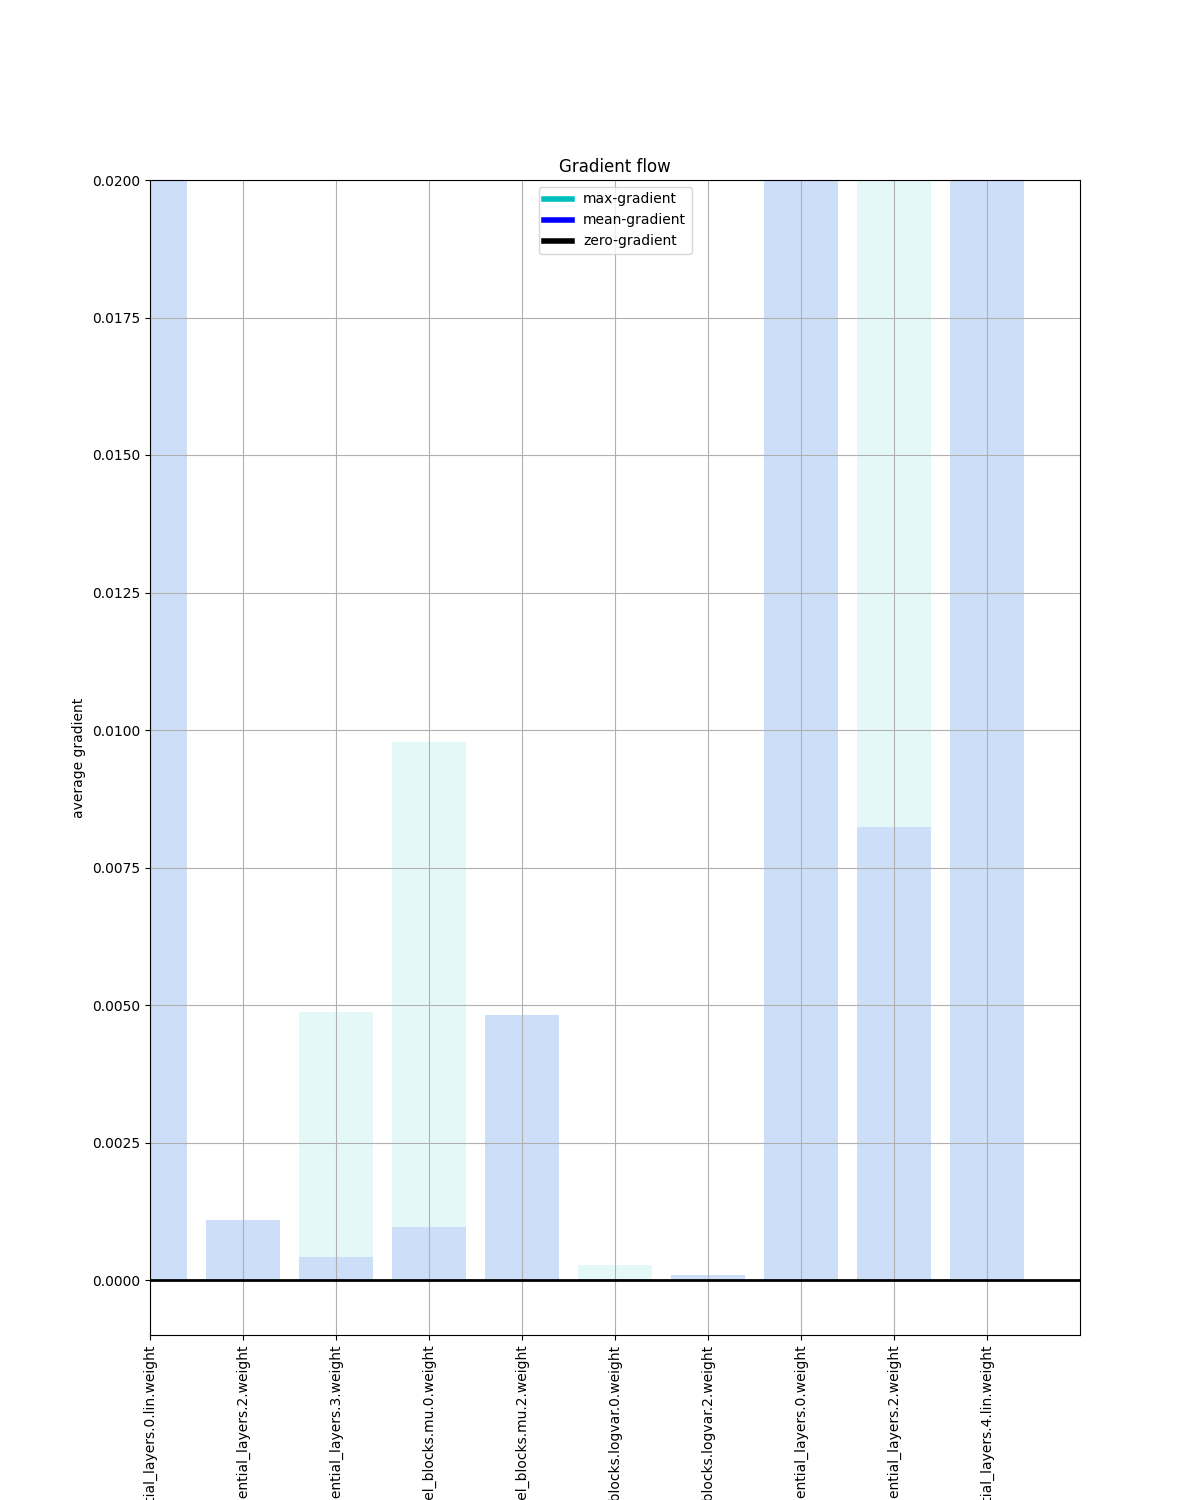 Gradient flow
max-gradient
mean-gradient
zero-gradient
0.0200
0.0175
0.0150
0.0125
0.0100
0.0075
0.0050
0.0025
0.0000
average gradient
tial_layers.0.lin.weight
ential_layers.2.weight
ential_layers.3.weight
el_blocks.mu.0.weight
el_blocks.mu.2.weight
blocks.logvar.0.weight
blocks.logvar.2.weight
ential_layers.0.weight
ential_layers.2.weight
tial_layers.4.lin.weight